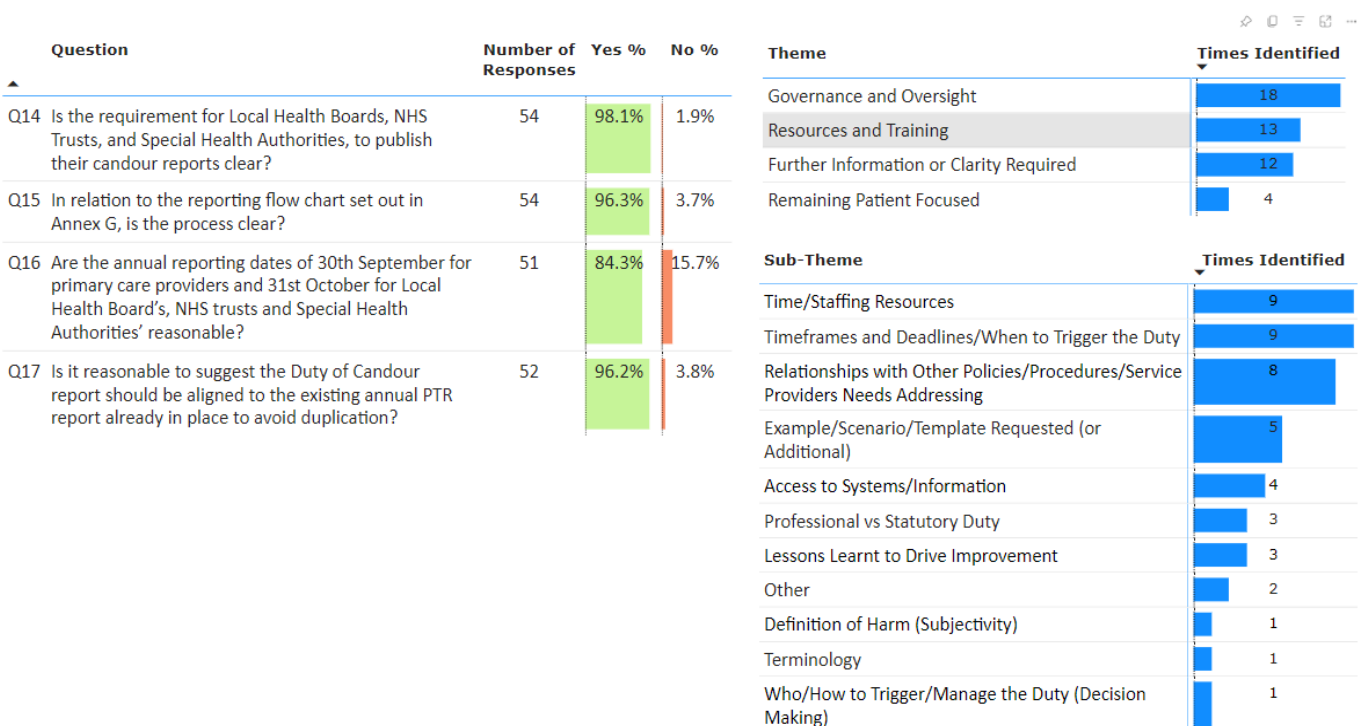 Question Number of Yes % No %
Responses
Q14 Is the requirement for Local Health Boards, NHS 54 98.1% 1.9%
Trusts, and Special Health Authorities, to publish
their candour reports clear?
Q15 In relation to the reporting flow chart set out in 54 96.3% 3.7%
Annex G, is the process clear?
Q16 Are the annual reporting dates of 30th September for 51 84.3% 15.7%
primary care providers and 31st October for Local
Health Board's, NHS trusts and Special Health
Authorities' reasonable?
Q17 Is it reasonable to suggest the Duty of Candour 52 96.2% 3.8%
report should be aligned to the existing annual PTR
report already in place to avoid duplication?
Theme Times Identified
Governance and Oversight 18
Resources and Training 13
Further Information or Clarity Required 12
Remaining Patient Focused 4
Sub-Theme Times Identified
Time/Staffing Resources 9
Timeframes and Deadlines/When to Trigger the Duty 9
Relationships with Other Policies/Procedures/Service 8
Providers Needs Addressing
Example/Scenario/Template Requested (or 5
Additional)
Access to Systems/Information 4
Professional vs Statutory Duty 3
Lessons Learnt to Drive Improvement 3
Other 2
Definition of Harm (Subjectivity) 1
Terminology 1
Who/How to Trigger/Manage the Duty (Decision 1
Making)